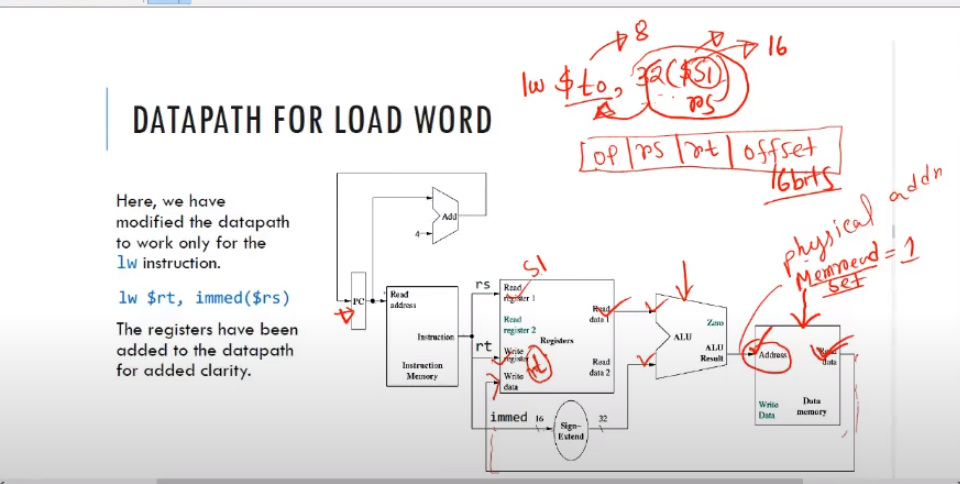 lw $t0, 32($S1)
8
16
res
op | rs | rt | offset
16bits
DATAPATH FOR LOAD WORD
Here, we have
modified the datapath
to work only for the
lw instruction.
lw $rt, immed($rs)
The registers have been
added to the datapath
for added clarity.
Add
4
PC
Read
address
Instruction
Instruction
Memory
rs
rt
S1
Read
register 1
Read
register 2
Write
register
Write
data
Registers
Read
data 1
Read
data 2
rt
immed
16
Sign-
Extend
32
Zero
ALU
ALU
Result
physical addn
Memread = 1
set
Address
Read
data
Write
Data
Data
memory